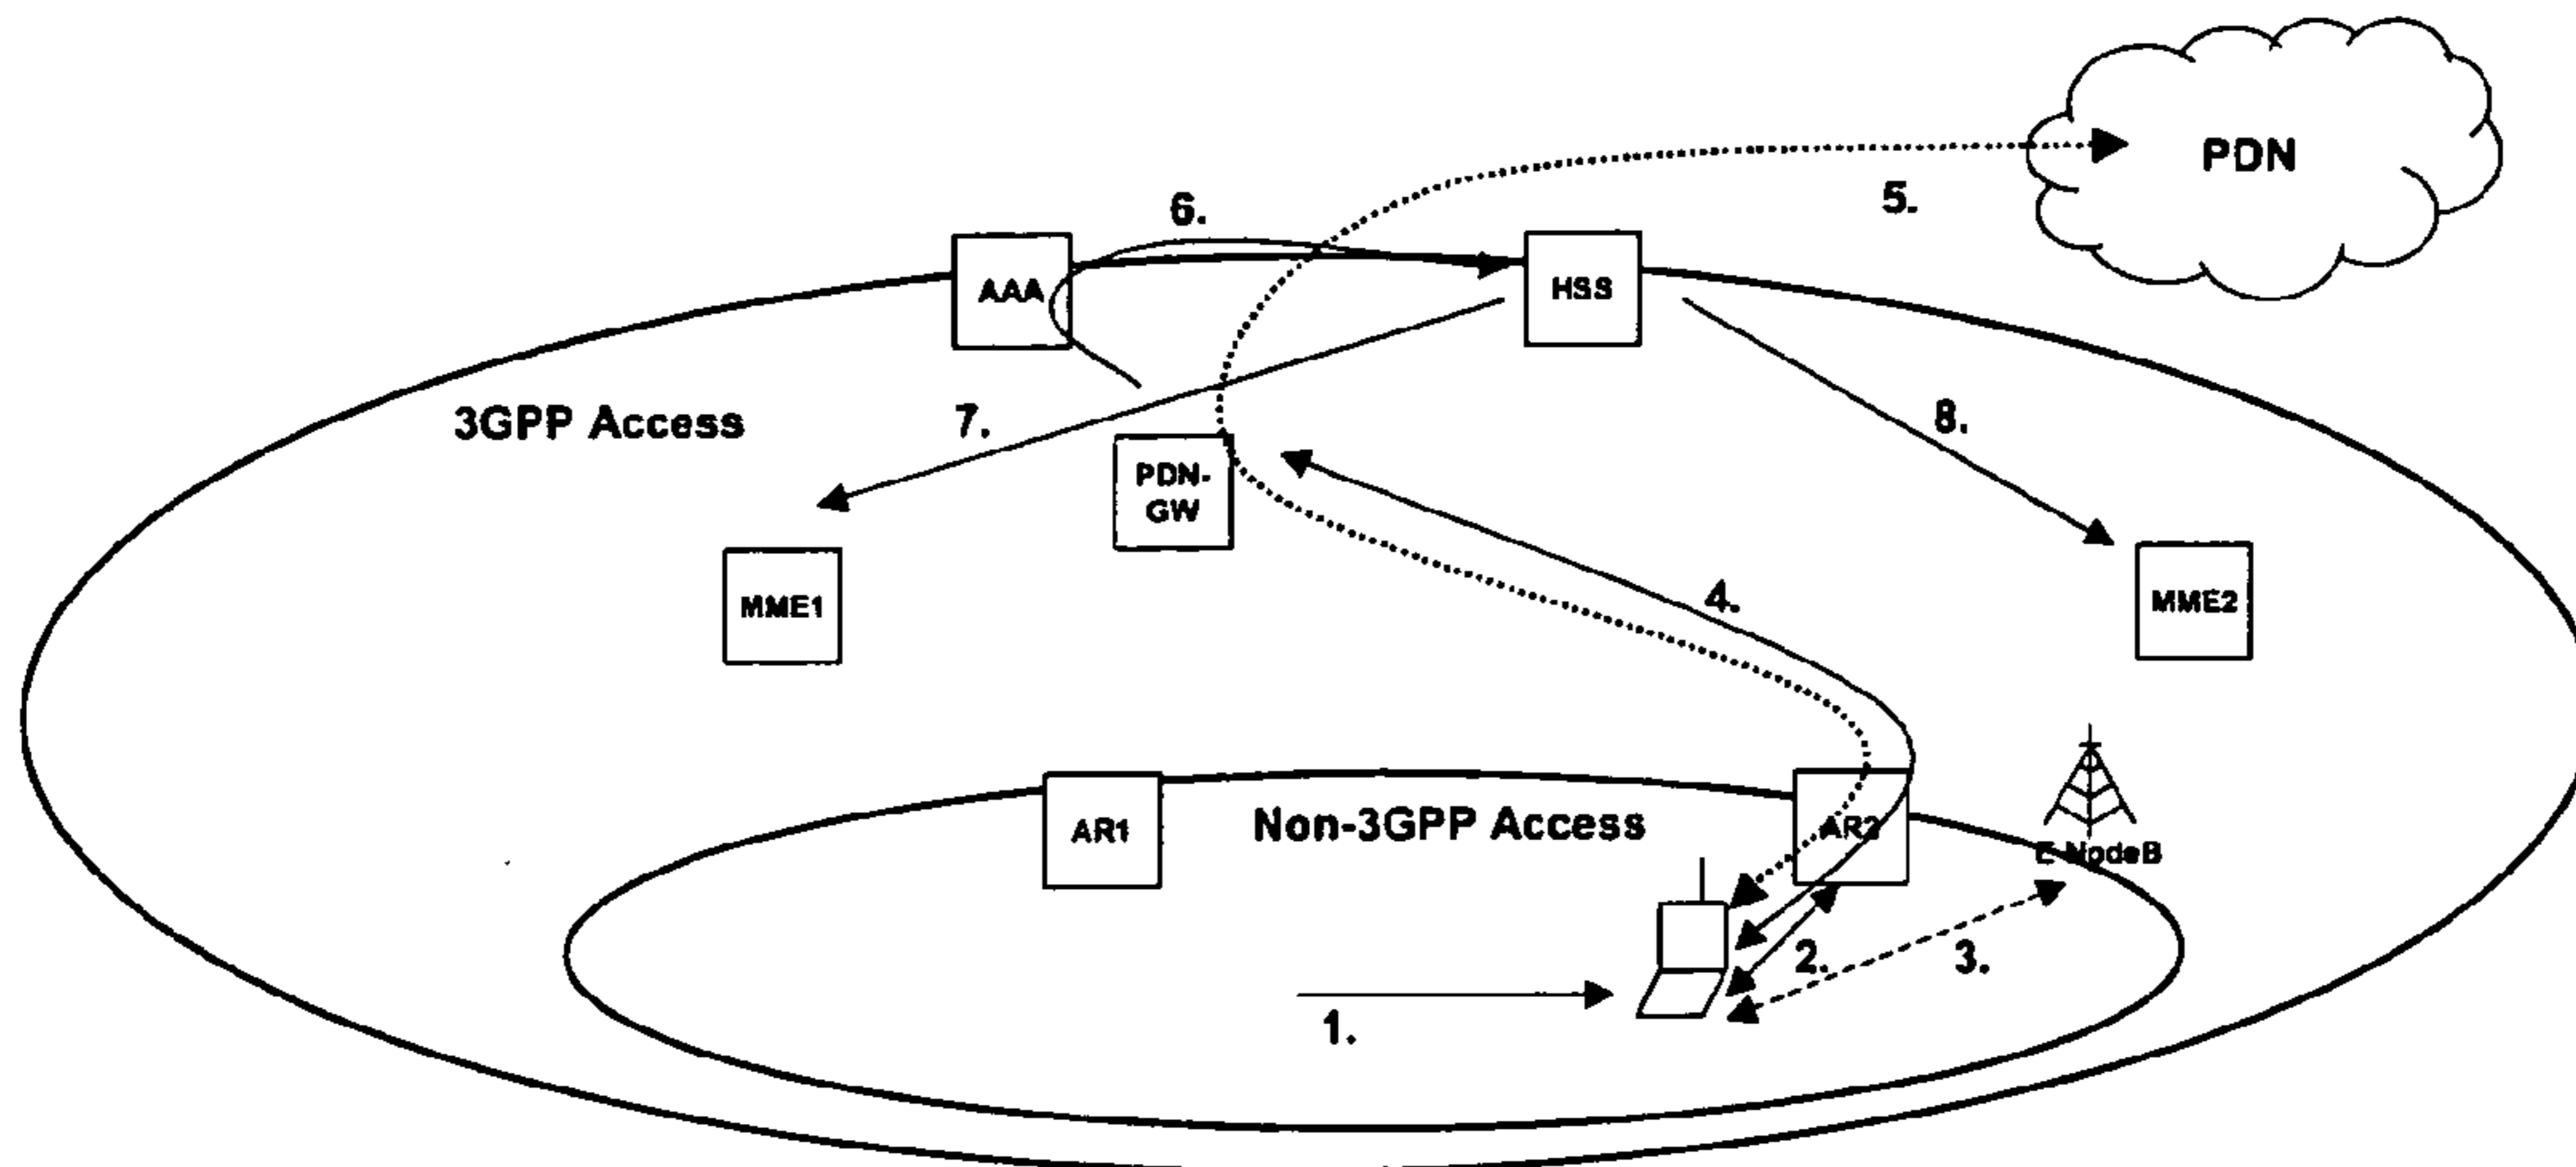 PDN
5.
6.
AAA
HSS
3GPP Access
7.
8.
PDN-
GW
4.
MME1
MME2
AR1
Non-3GPP Access
AR2
E-NodeB
2.
3.
1.